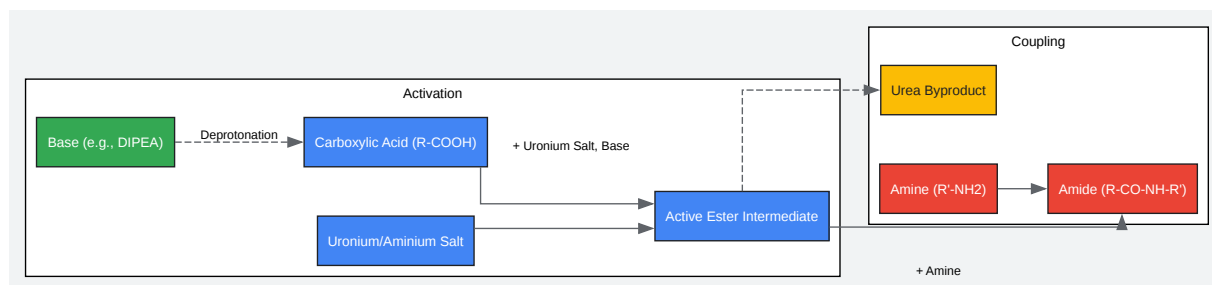 Coupling
Urea Byproduct
Activation
Base (e.g., DIPEA)
Deprotonation
Carboxylic Acid (R-COOH)
+ Uronium Salt, Base
Amine (R'-NH2)
Amide (R-CO-NH-R')
Active Ester Intermediate
Uronium/Aminium Salt
+ Amine